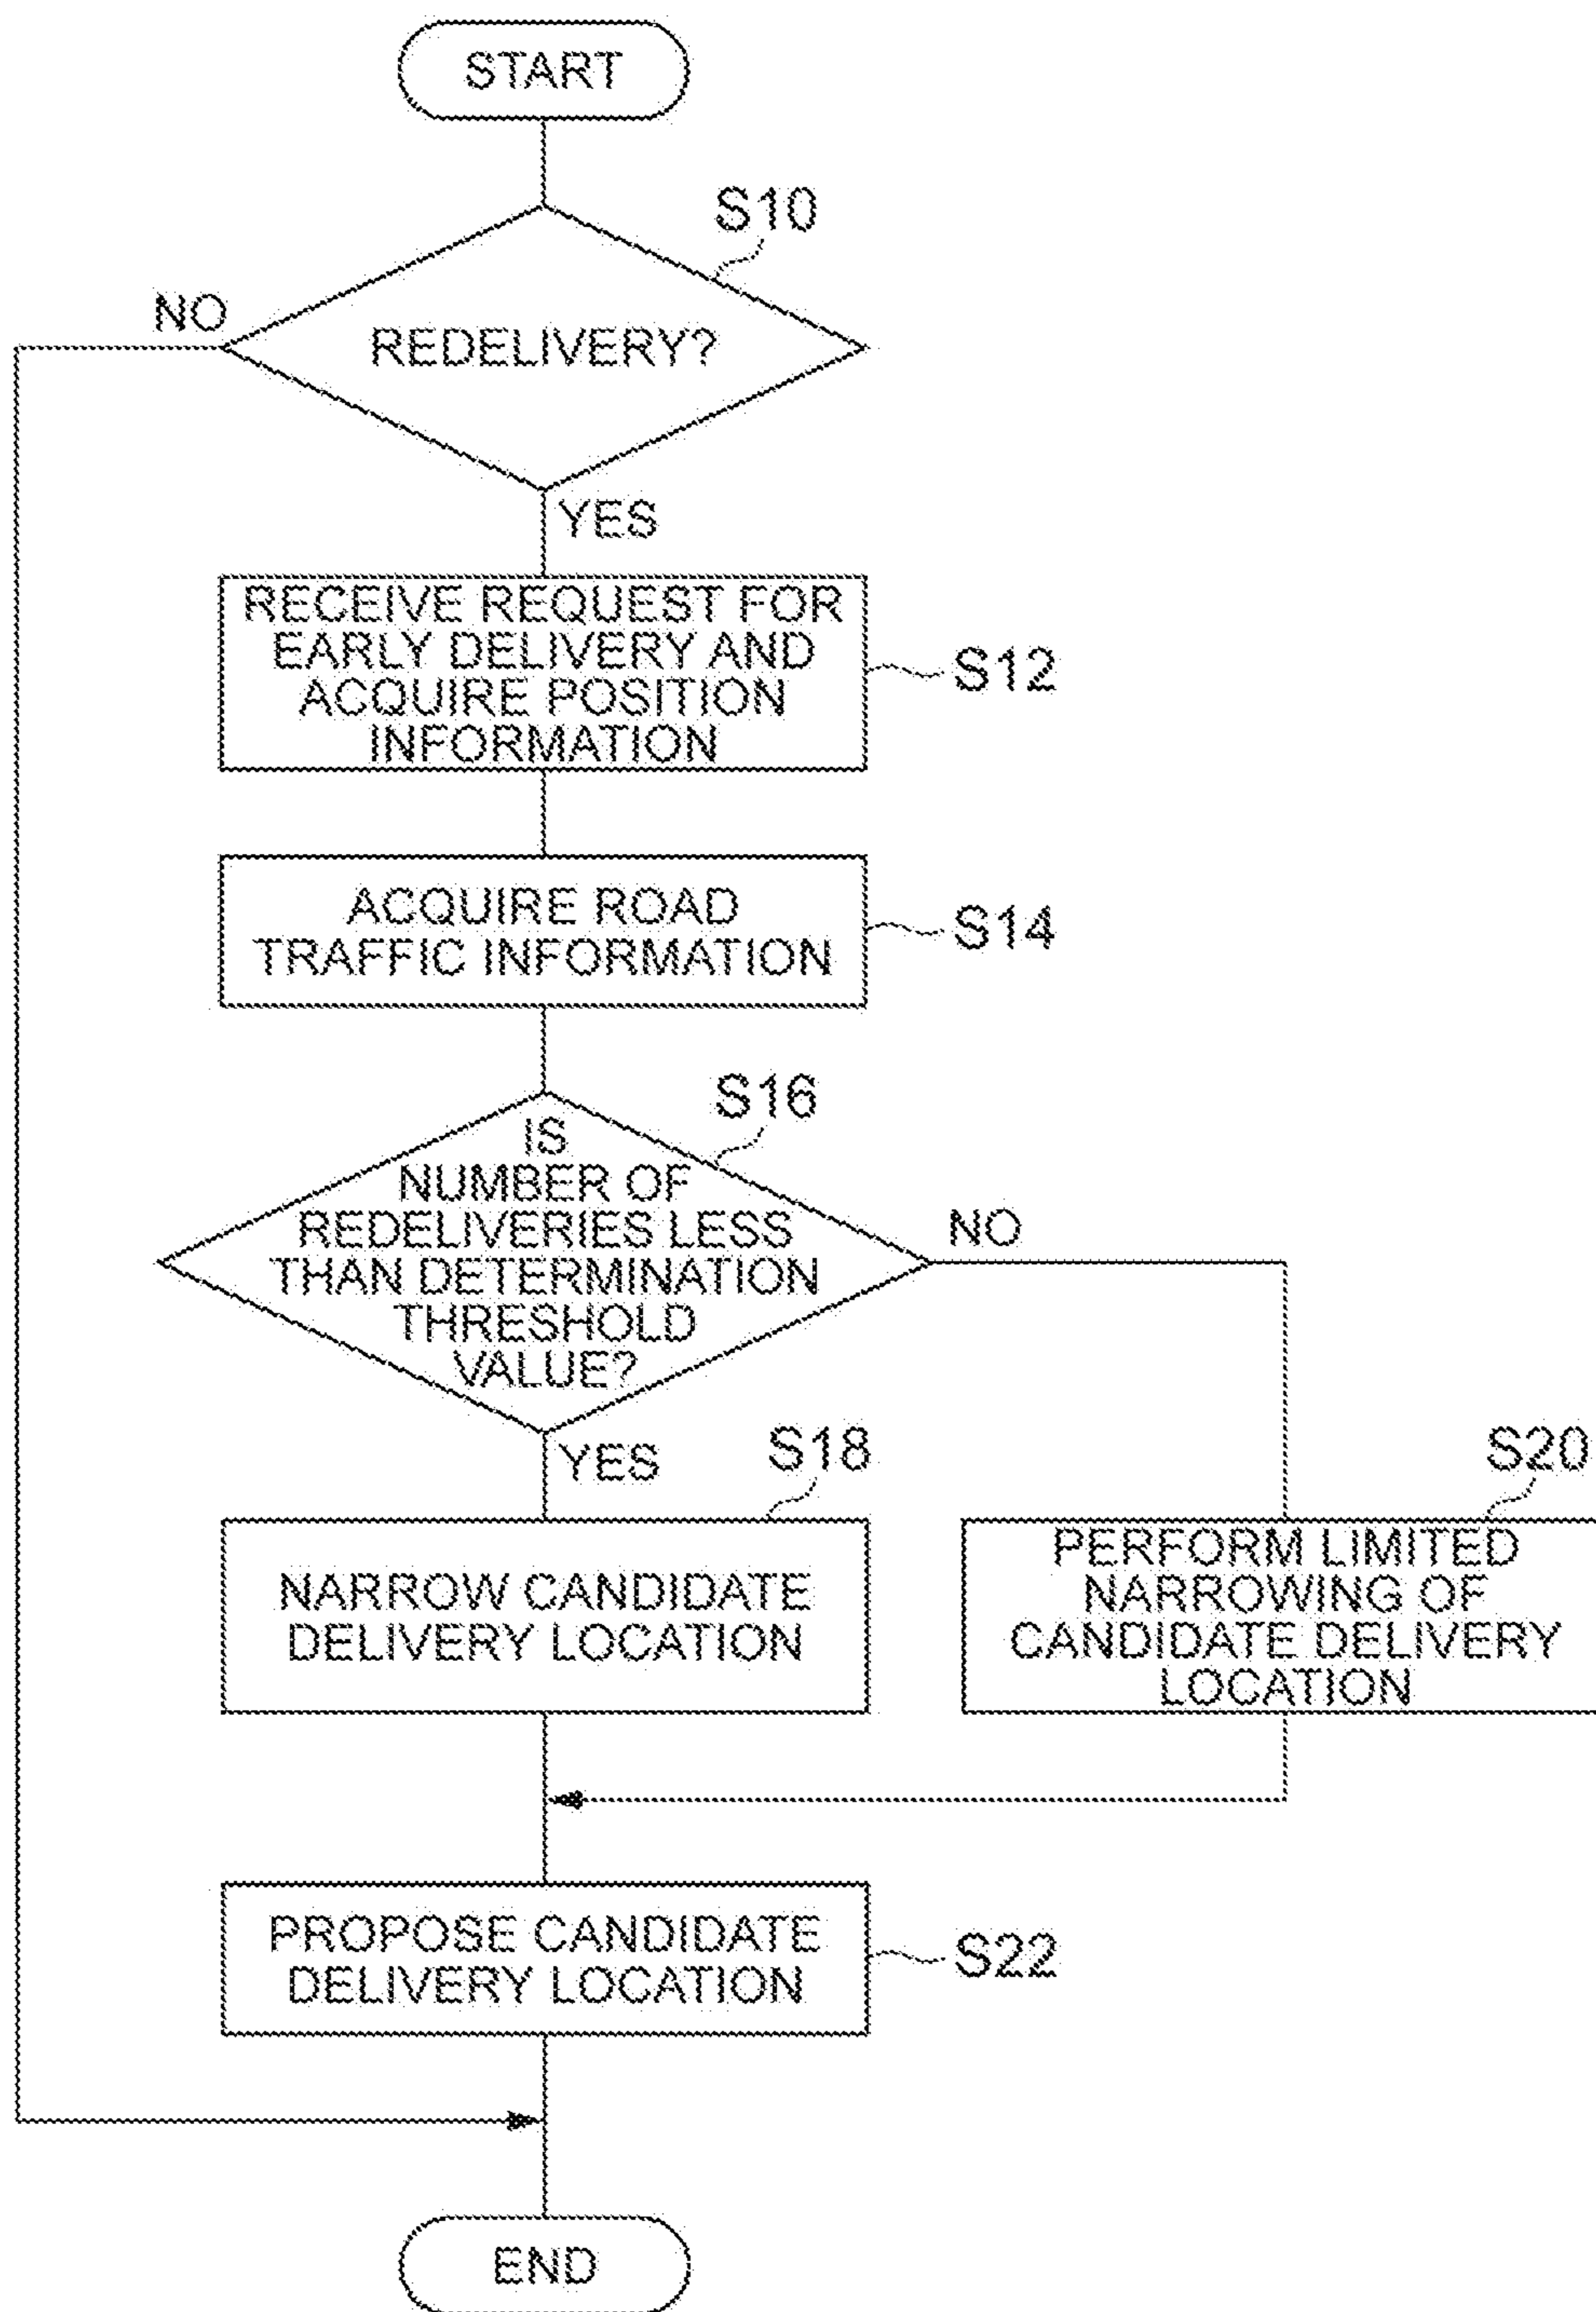 START
S10
NO
REDELIVERY?
YES
RECEIVE REQUEST FOR
EARLY DELIVERY AND
ACQUIRE POSITION
INFORMATION
S12
ACQUIRE ROAD
TRAFFIC INFORMATION
S14
S16
IS
NUMBER OF
REDELIVERIES LESS
THAN DETERMINATION
THRESHOLD
VALUE?
NO
YES
S18
NARROW CANDIDATE
DELIVERY LOCATION
S20
PERFORM LIMITED
NARROWING OF
CANDIDATE DELIVERY
LOCATION
PROPOSE CANDIDATE
DELIVERY LOCATION
S22
END